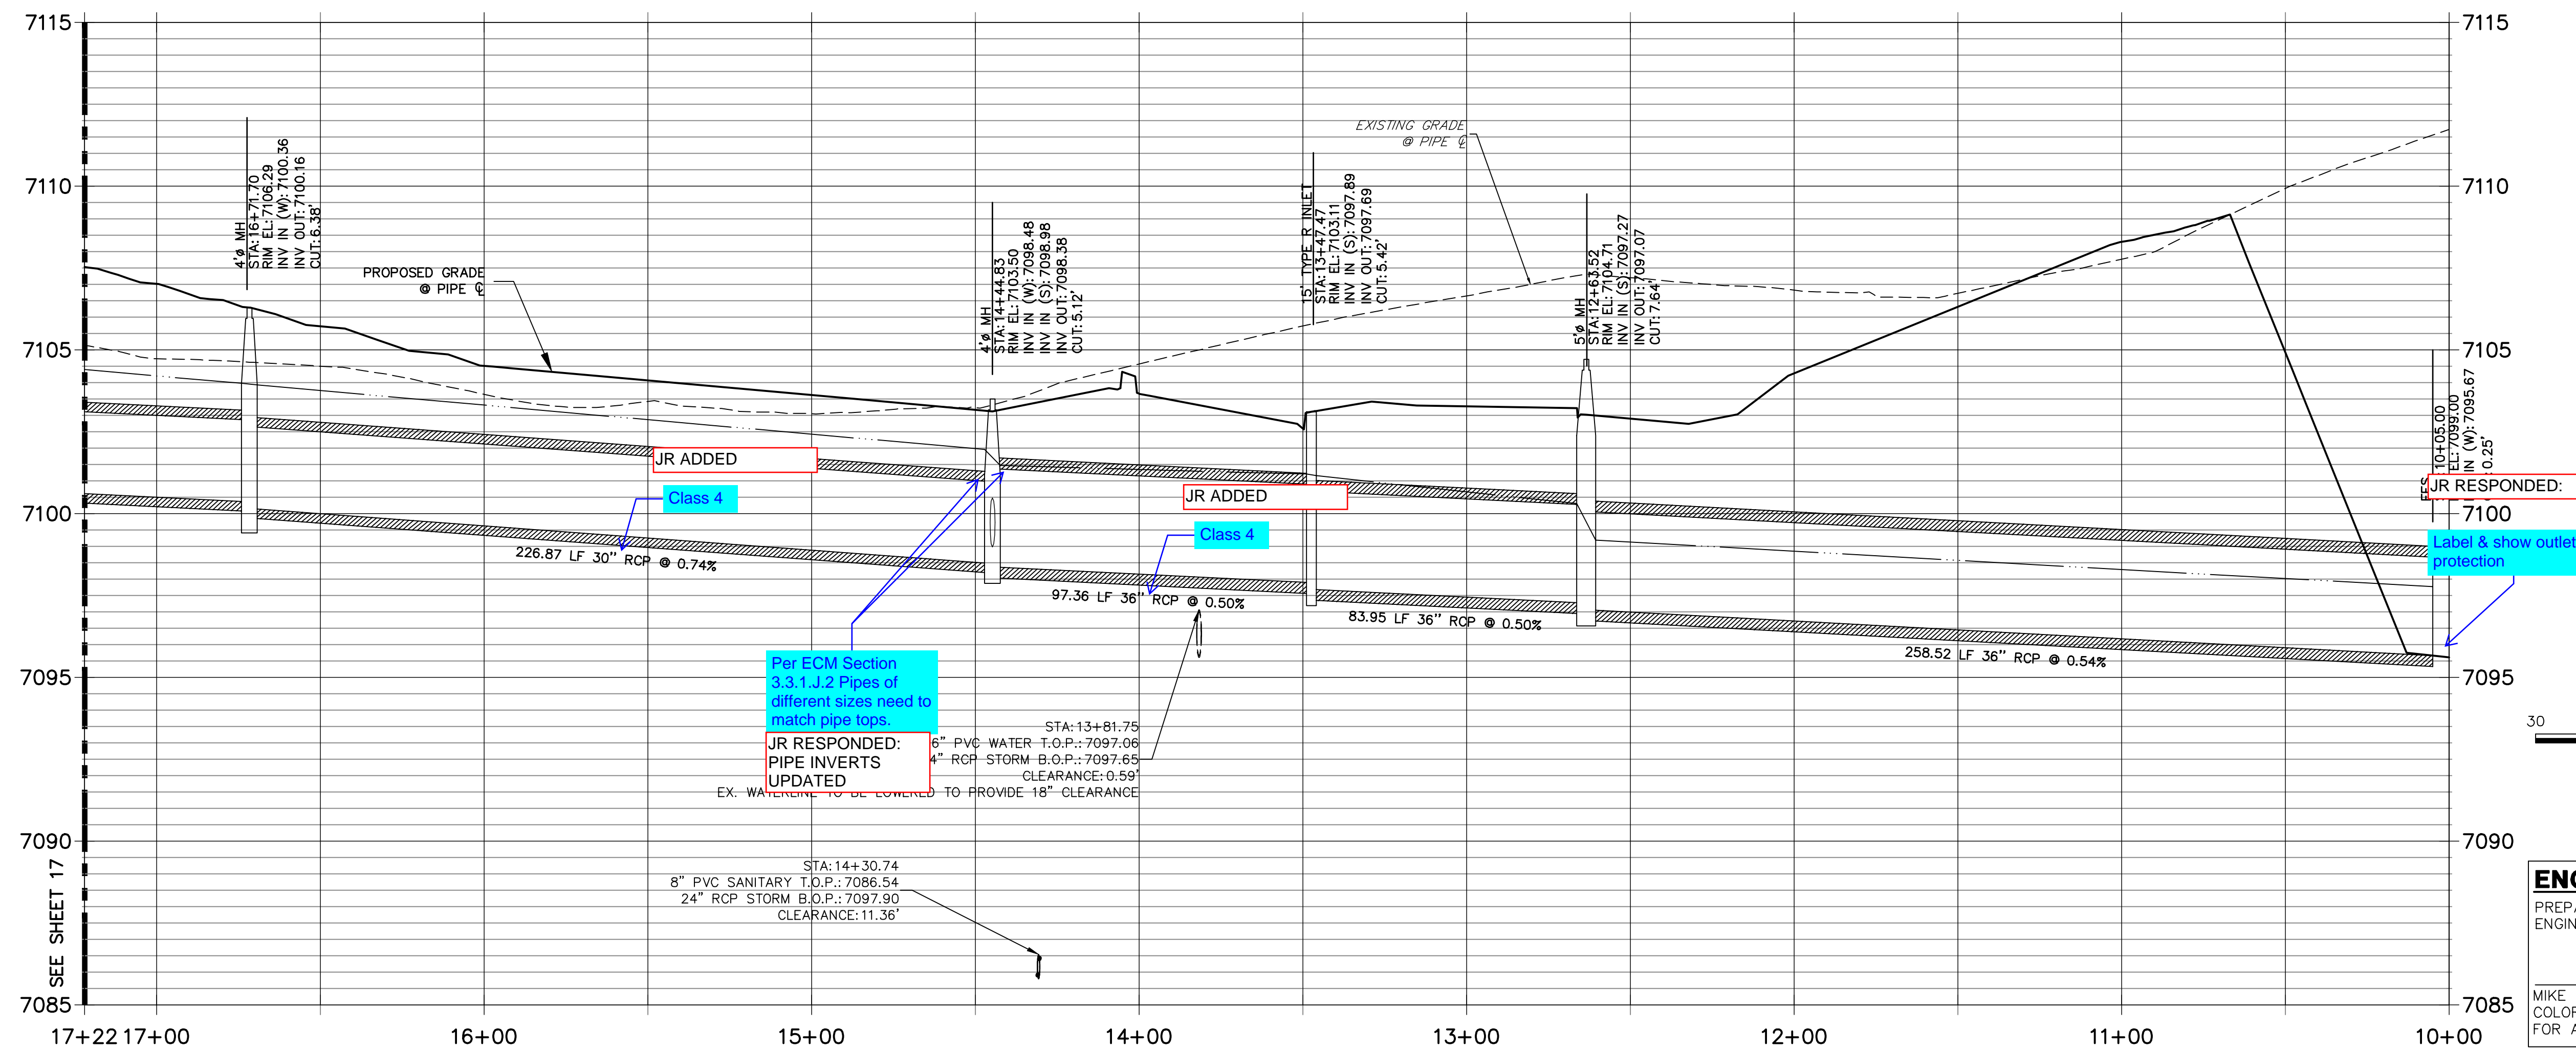 7115
7110
7105
7100
7095
7090
7085
SEE SHEET 17
4'ø MH
STA:16+71.70
RIM EL:7106.29
INV IN (W):7100.36
INV OUT:7100.16
CUT:6.38'
PROPOSED GRADE
@ PIPE ℄
4'ø MH
STA:14+44.83
RIM EL:7103.50
INV IN (W):7098.48
INV IN (S):7098.98
INV OUT:7098.38
CUT:5.12'
EXISTING GRADE
@ PIPE ℄
15' TYPE R INLET
STA:13+47.47
RIM EL:7103.11
INV IN (S):7097.89
INV OUT:7097.69
CUT:5.42'
5'ø MH
STA:12+63.52
RIM EL:7104.71
INV IN (S):7097.27
INV OUT:7097.07
CUT:7.64'
10+05.00
EL:7099.00
IN (W):7095.67
0.25'
JR ADDED
Class 4
226.87 LF 30" RCP @ 0.74%
JR ADDED
Class 4
97.36 LF 36" RCP @ 0.50%
83.95 LF 36" RCP @ 0.50%
258.52 LF 36" RCP @ 0.54%
JR RESPONDED:
Label & show outlet
protection
Per ECM Section
3.3.1.J.2 Pipes of
different sizes need to
match pipe tops.
JR RESPONDED:
PIPE INVERTS
UPDATED
STA:13+81.75
6" PVC WATER T.O.P.:7097.06
4" RCP STORM B.O.P.:7097.65
CLEARANCE:0.59'
EX. WATERLINE TO BE LOWERED TO PROVIDE 18" CLEARANCE
STA:14+30.74
8" PVC SANITARY T.O.P.:7086.54
24" RCP STORM B.O.P.:7097.90
CLEARANCE:11.36'
7115
7110
7105
7100
7095
7090
7085
17+22 17+00
16+00
15+00
14+00
13+00
12+00
11+00
10+00
30
ENG
PREPA
ENGIN
MIKE
COLOR
FOR A